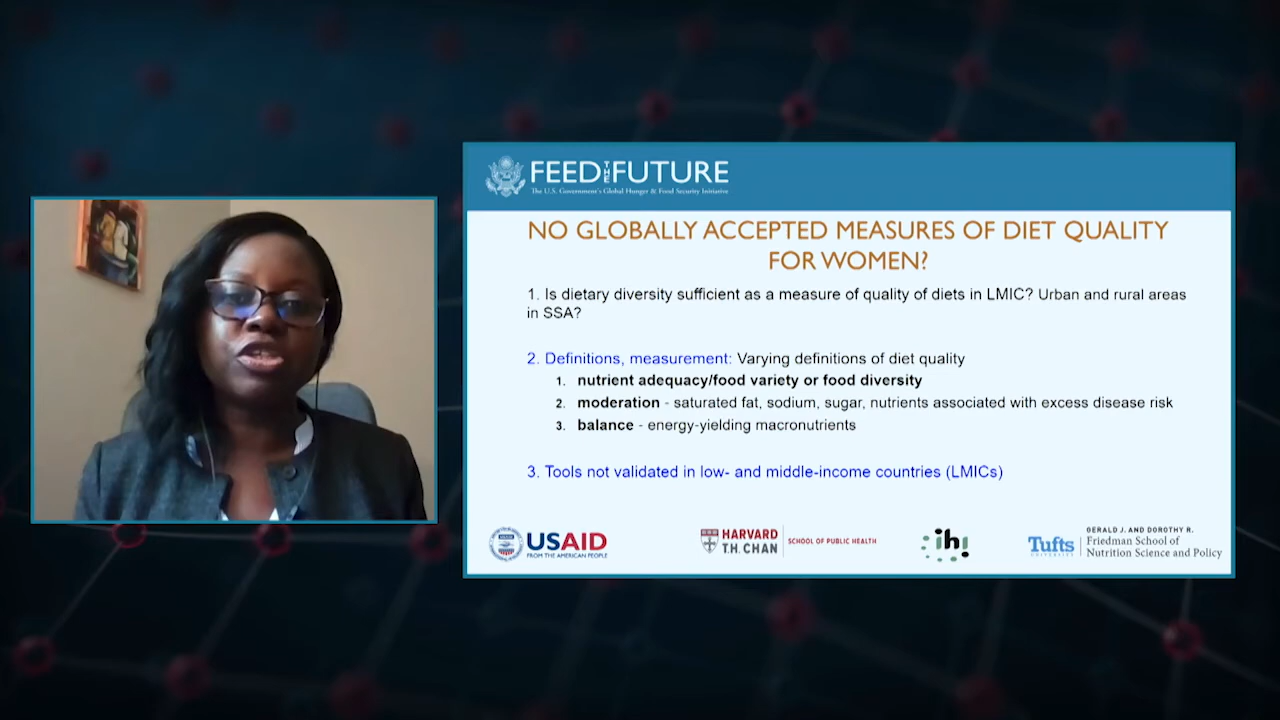 FEED THE FUTURE
The U.S. Government's Global Hunger & Food Security Initiative
NO GLOBALLY ACCEPTED MEASURES OF DIET QUALITY
FOR WOMEN?
1. Is dietary diversity sufficient as a measure of quality of diets in LMIC? Urban and rural areas
in SSA?
2. Definitions, measurement: Varying definitions of diet quality
1. nutrient adequacy/food variety or food diversity
2. moderation - saturated fat, sodium, sugar, nutrients associated with excess disease risk
3. balance - energy-yielding macronutrients
3. Tools not validated in low- and middle-income countries (LMICs)
USAID
FROM THE AMERICAN PEOPLE
HARVARD
T.H. CHAN
SCHOOL OF PUBLIC HEALTH
ihi
Tufts
UNIVERSITY
GERALD J. AND DOROTHY R.
Friedman School of
Nutrition Science and Policy